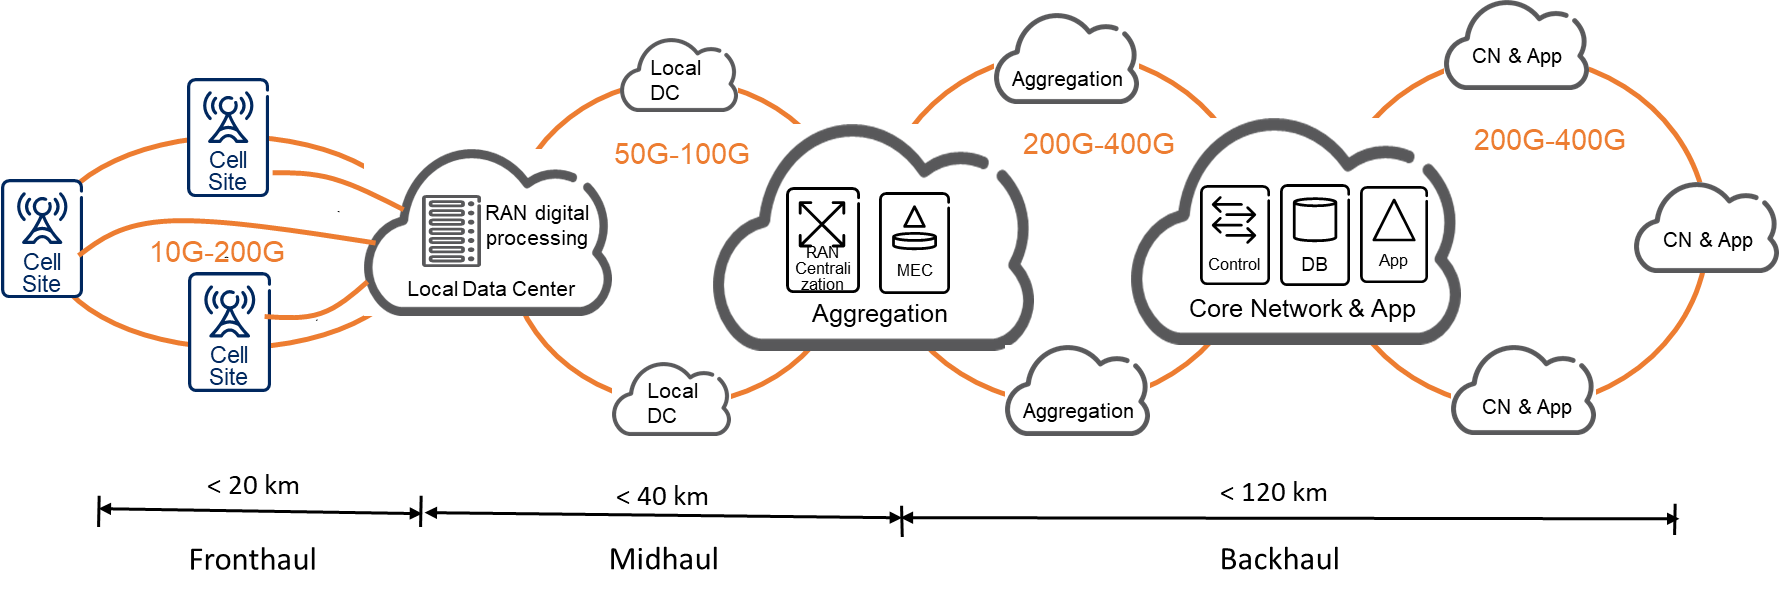 Cell
Site
Cell
Site
10G-200G
Cell
Site
RAN digital
processing
Local Data Center
Local
DC
50G-100G
Local
DC
RAN
Centrali
zation
MEC
Aggregation
Aggregation
200G-400G
Aggregation
Control
DB
App
Core Network & App
CN & App
200G-400G
CN & App
CN & App
< 20 km
< 40 km
< 120 km
Fronthaul
Midhaul
Backhaul